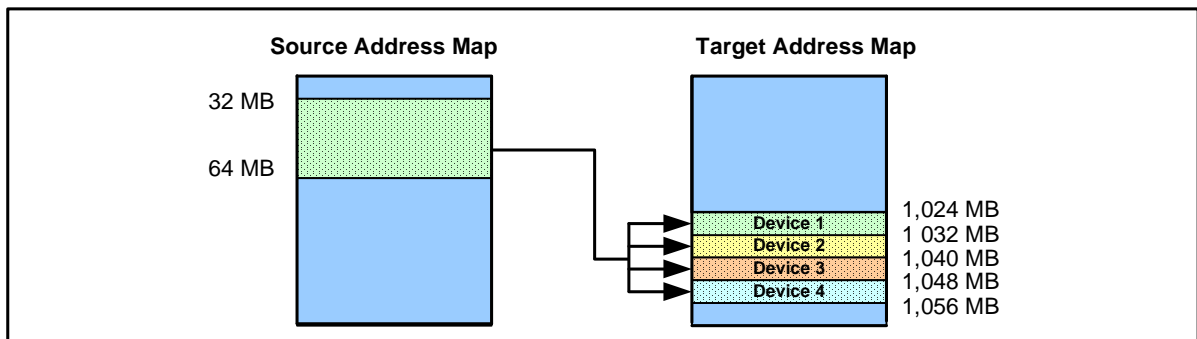 Source Address Map
Target Address Map
32 MB
64 MB
Device 1
Device 2
Device 3
Device 4
1,024 MB
1 032 MB
1,040 MB
1,048 MB
1,056 MB